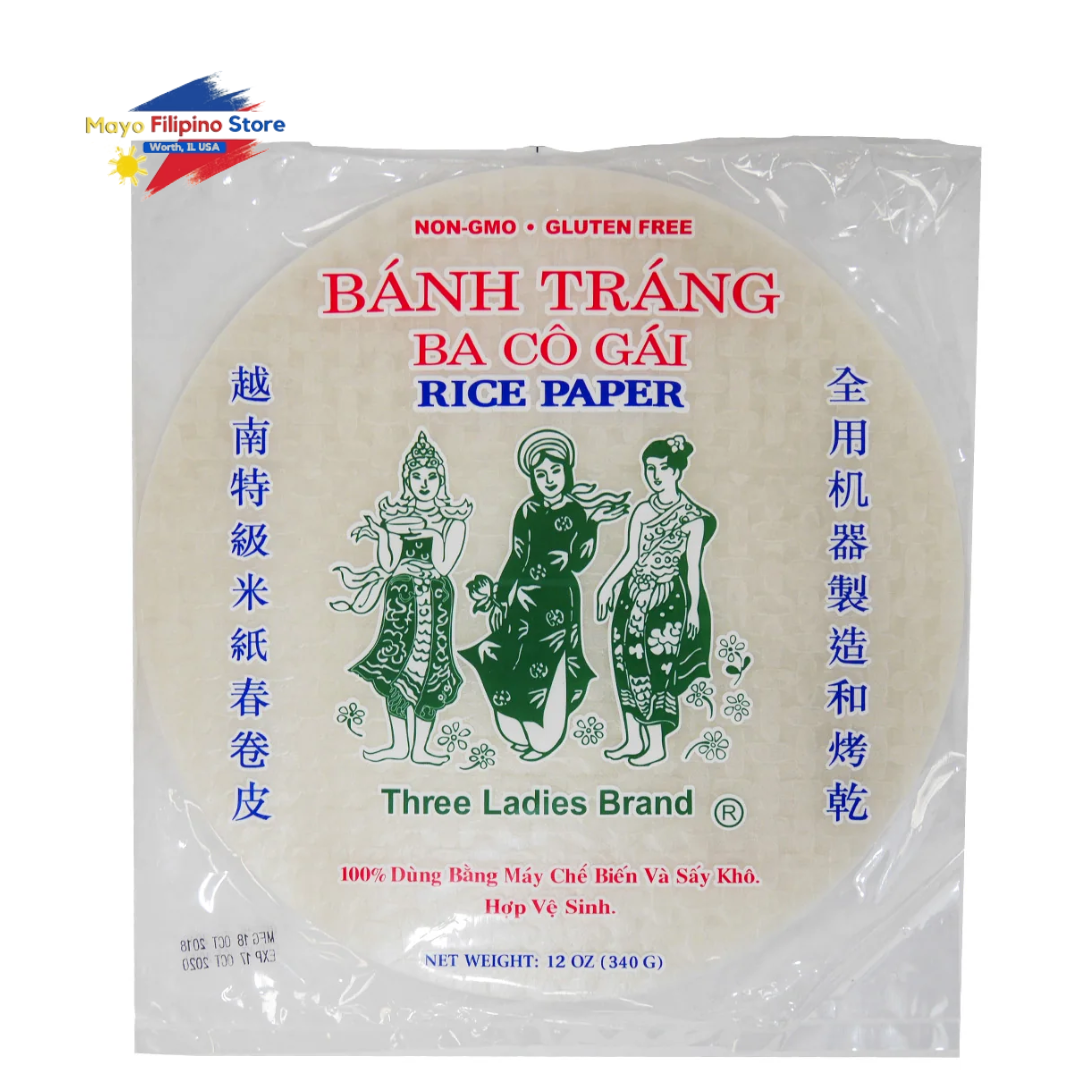 Mayo Filipino Store
Worth, IL USA
NON-GMO • GLUTEN FREE
BÁNH TRÁNG
BA CÔ GÁI
RICE PAPER
越南特級米紙春卷皮
全用机器製造和烤乾
Three Ladies Brand ®
100% Dùng Bằng Máy Chế Biến Và Sấy Khô.
Hợp Vệ Sinh.
MFG 18 OCT 2018
EXP 17 OCT 2020
NET WEIGHT: 12 OZ (340 G)